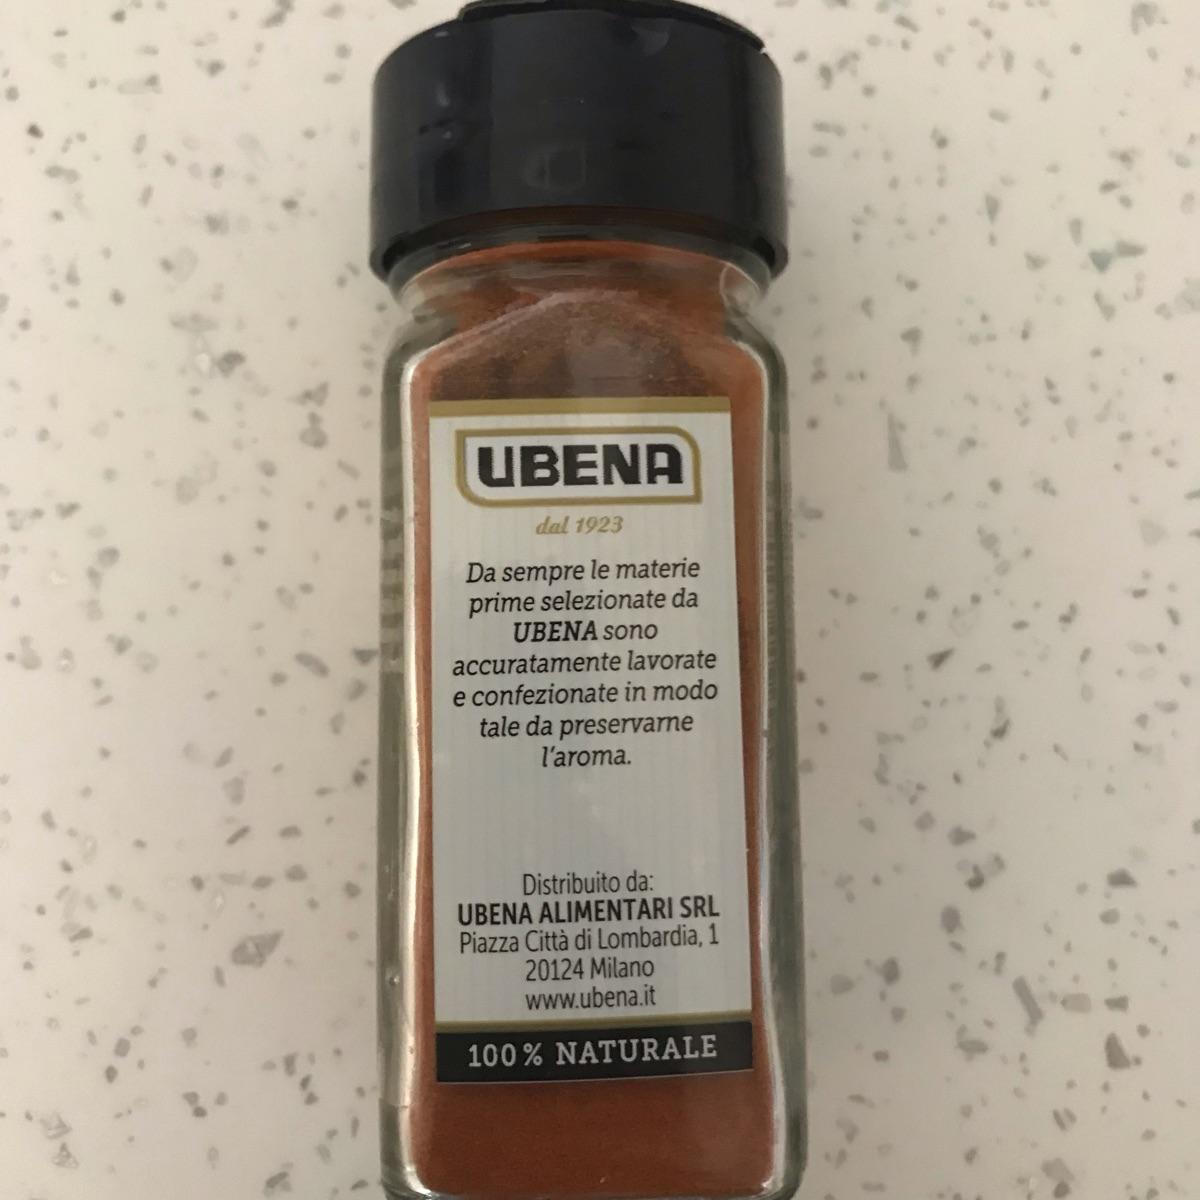 UBENA
dal 1923
Da sempre le materie
prime selezionate da
UBENA sono
accuratamente lavorate
e confezionate in modo
tale da preservarne
l'aroma.
Distribuito da:
UBENA ALIMENTARI SRL
Piazza Città di Lombardia, 1
20124 Milano
www.ubena.it
100% NATURALE